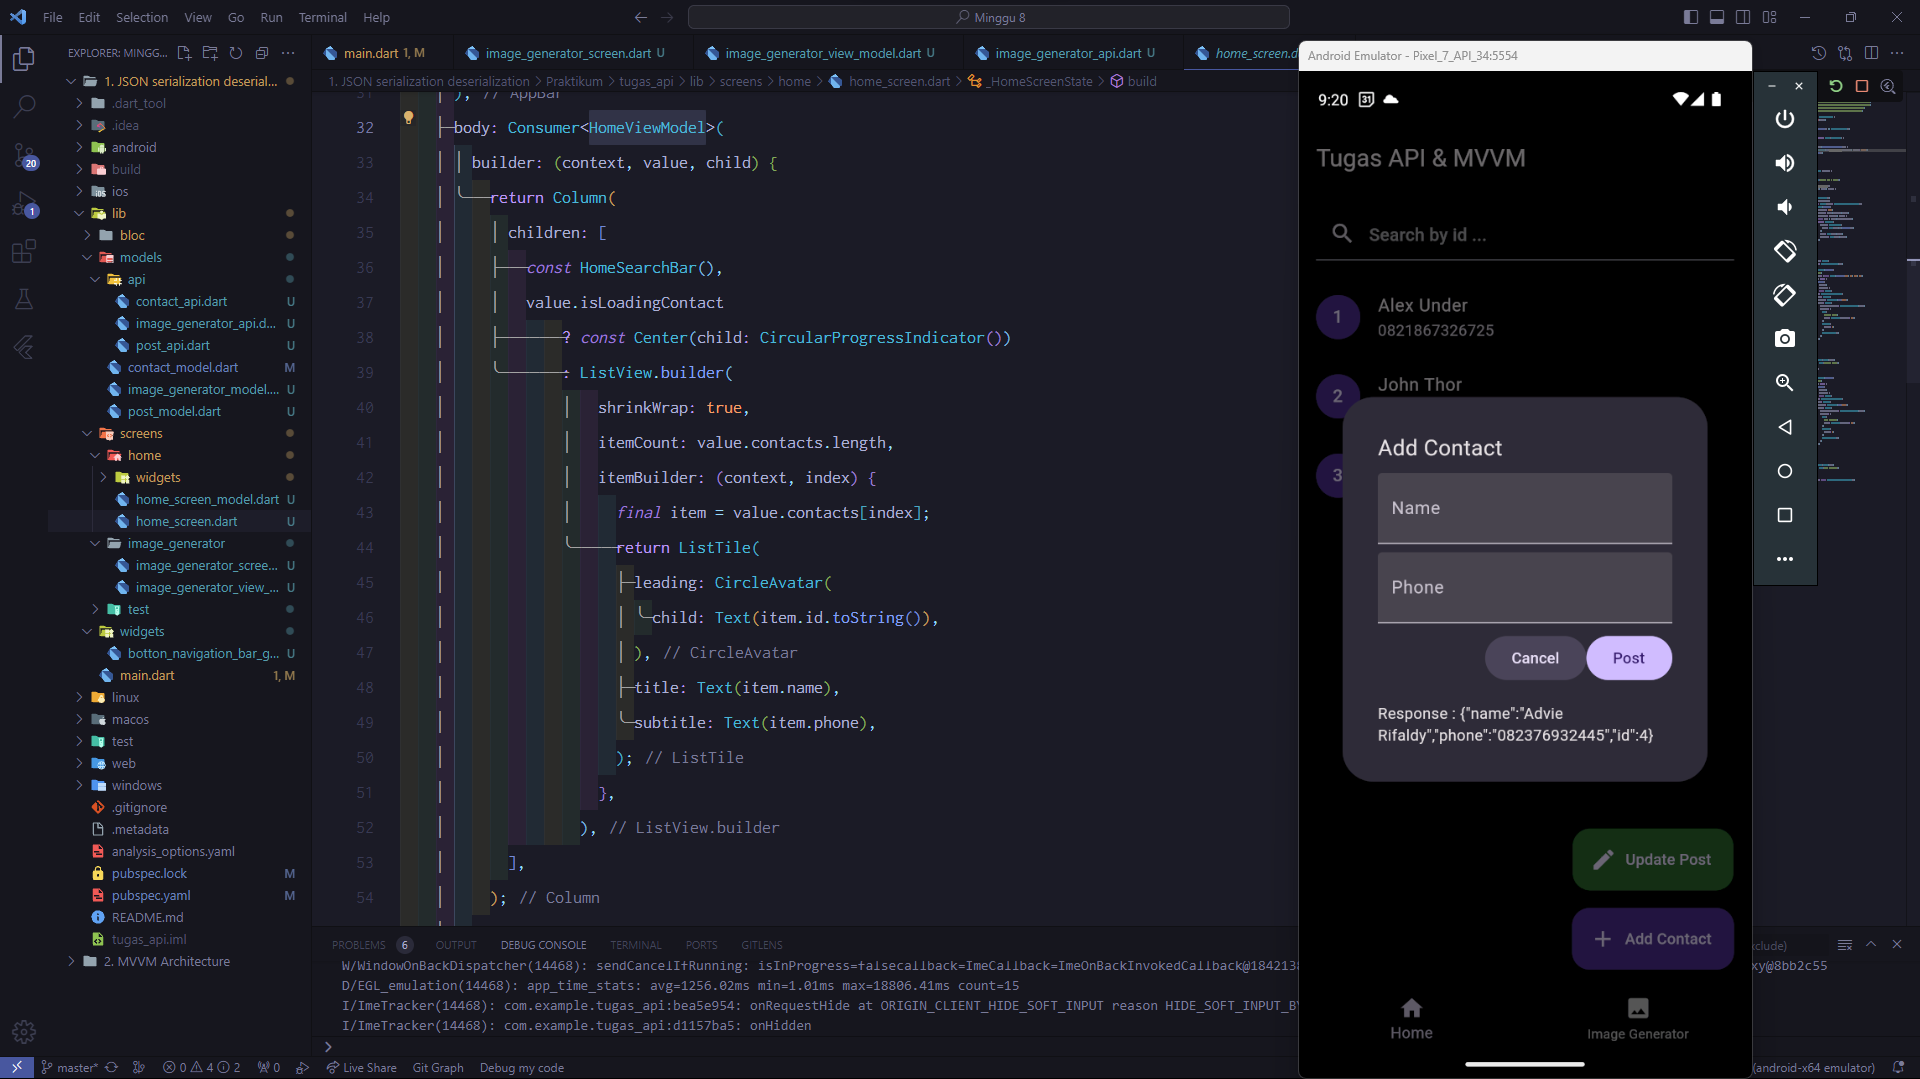 File Edit Selection View Go Run Terminal Help
Minggu 8
EXPLORER: MINGG...
1. JSON serialization deserial...
.dart_tool
.idea
android
build
ios
lib
bloc
models
api
contact_api.dart U
image_generator_api.d... U
post_api.dart U
contact_model.dart M
image_generator_model.... U
post_model.dart U
screens
home
widgets
home_screen_model.dart U
home_screen.dart U
image_generator
image_generator_scree... U
image_generator_view_... U
test
widgets
botton_navigation_bar_g... U
main.dart 1, M
linux
macos
test
web
windows
.gitignore
.metadata
analysis_options.yaml
pubspec.lock M
pubspec.yaml M
README.md
tugas_api.iml
2. MVVM Architecture
20
1
main.dart 1, M
image_generator_screen.dart U
image_generator_view_model.dart U
image_generator_api.dart U
home_screen.d
1. JSON serialization deserialization > Praktikum > tugas_api > lib > screens > home > home_screen.dart > _HomeScreenState > build
31 ), // AppBar
32 body: Consumer<HomeViewModel>(
33 builder: (context, value, child) {
34 return Column(
35 children: [
36 const HomeSearchBar(),
37 value.isLoadingContact
38 ? const Center(child: CircularProgressIndicator())
39 : ListView.builder(
40 shrinkWrap: true,
41 itemCount: value.contacts.length,
42 itemBuilder: (context, index) {
43 final item = value.contacts[index];
44 return ListTile(
45 leading: CircleAvatar(
46 child: Text(item.id.toString()),
47 ), // CircleAvatar
48 title: Text(item.name),
49 subtitle: Text(item.phone),
50 ); // ListTile
51 },
52 ), // ListView.builder
53 ],
54 ); // Column
PROBLEMS 6 OUTPUT DEBUG CONSOLE TERMINAL PORTS GITLENS
xclude)
W/WindowOnBackDispatcher(14468): sendCancelIfRunning: isInProgress=falsecallback=ImeCallback=ImeOnBackInvokedCallback@1842138
xy@8bb2c55
D/EGL_emulation(14468): app_time_stats: avg=1256.02ms min=1.01ms max=18806.41ms count=15
I/ImeTracker(14468): com.example.tugas_api:bea5e954: onRequestHide at ORIGIN_CLIENT_HIDE_SOFT_INPUT reason HIDE_SOFT_INPUT_BY
I/ImeTracker(14468): com.example.tugas_api:d1157ba5: onHidden
master* 0 4 2 0 Live Share Git Graph Debug my code
(android-x64 emulator)
Android Emulator - Pixel_7_API_34:5554
9:20 31
Tugas API & MVVM
Search by id ...
1 Alex Under
0821867326725
2 John Thor
3
Add Contact
Name
Phone
Cancel Post
Response : {"name":"Advie
Rifaldy","phone":"082376932445","id":4}
Update Post
Add Contact
Home Image Generator